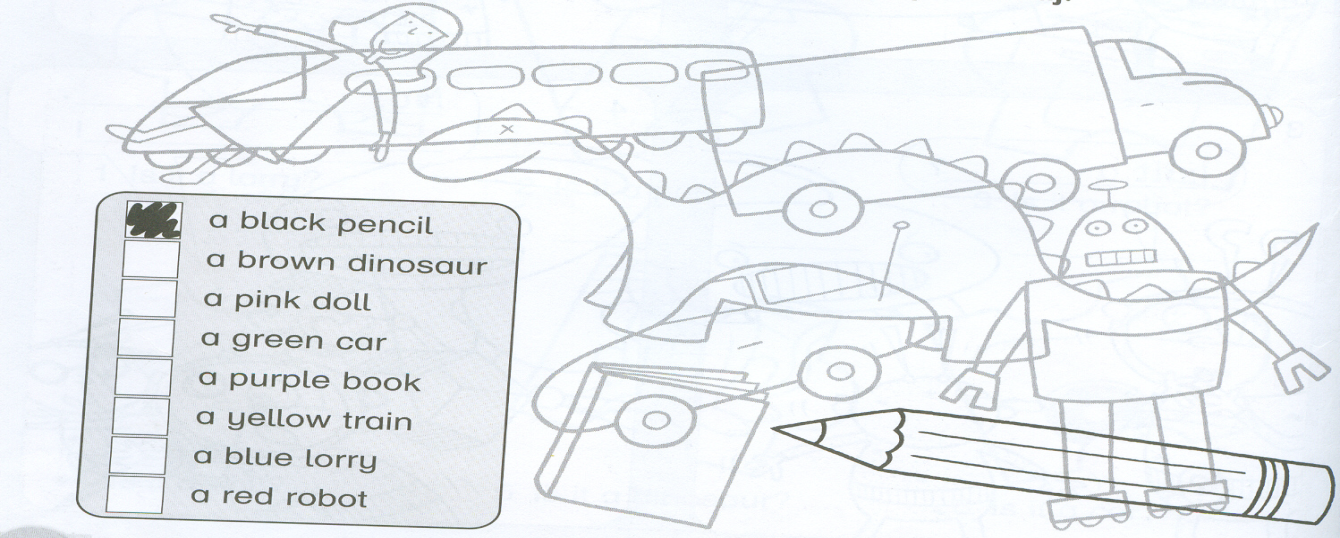 a black pencil
a brown dinosaur
a pink doll
a green car
a purple book
a yellow train
a blue lorry
a red robot